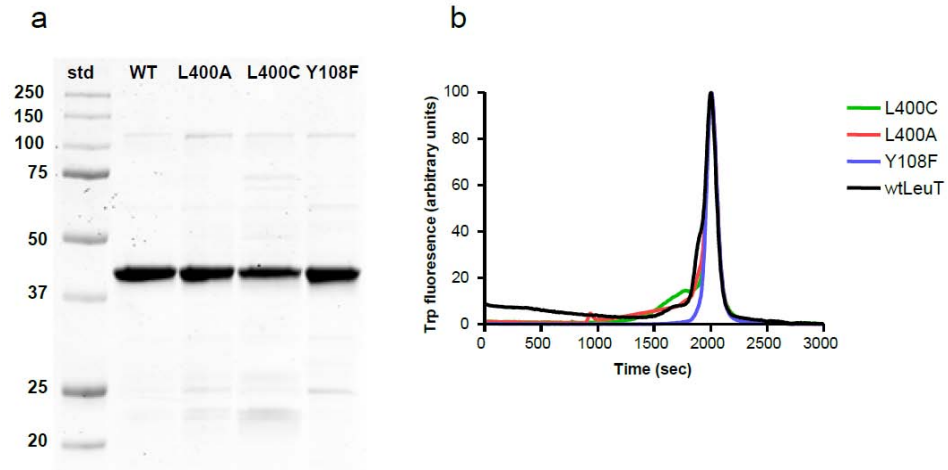 a
std WT L400A L400C Y108F
250
150
100
75
50
37
25
20
b
Trp fluoresence (arbitrary units)
100
80
60
40
20
0
0 500 1000 1500 2000 2500 3000
Time (sec)
L400C
L400A
Y108F
wtLeuT